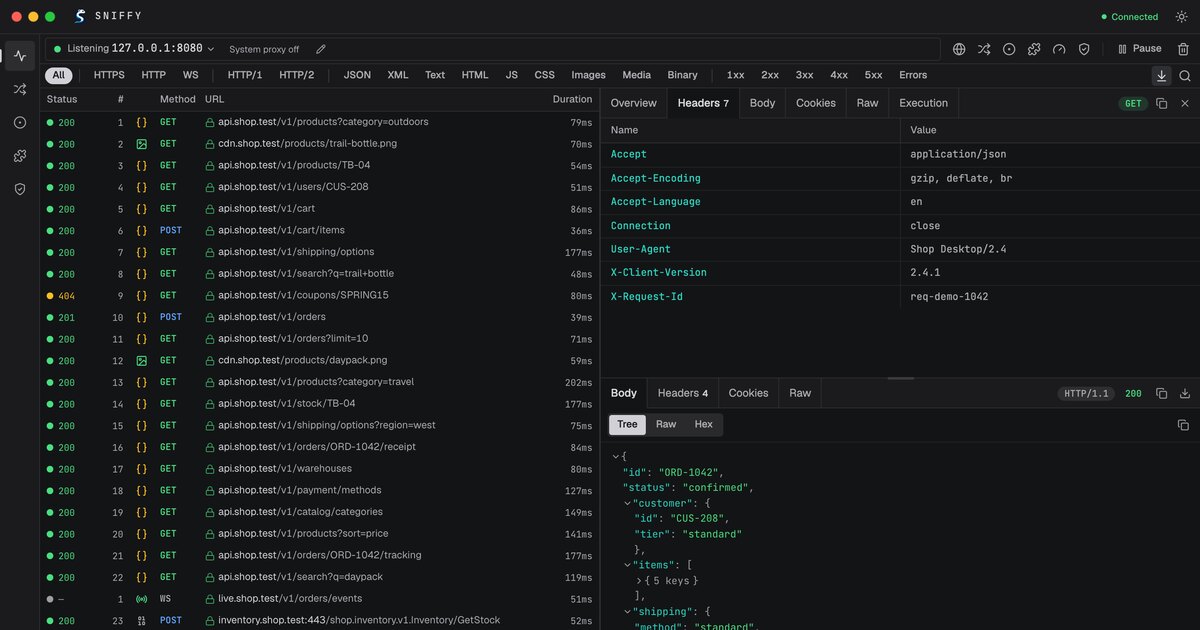 SNIFFY
Connected
Listening 127.0.0.1:8080 System proxy off
Pause
All HTTPS HTTP WS HTTP/1 HTTP/2 JSON XML Text HTML JS CSS Images Media Binary 1xx 2xx 3xx 4xx 5xx Errors
Status # Method URL Duration
200 1 {} GET api.shop.test/v1/products?category=outdoors 79ms
200 2 GET cdn.shop.test/products/trail-bottle.png 70ms
200 3 {} GET api.shop.test/v1/products/TB-04 54ms
200 4 {} GET api.shop.test/v1/users/CUS-208 51ms
200 5 {} GET api.shop.test/v1/cart 86ms
200 6 {} POST api.shop.test/v1/cart/items 36ms
200 7 {} GET api.shop.test/v1/shipping/options 177ms
200 8 {} GET api.shop.test/v1/search?q=trail+bottle 48ms
404 9 {} GET api.shop.test/v1/coupons/SPRING15 80ms
201 10 {} POST api.shop.test/v1/orders 39ms
200 11 {} GET api.shop.test/v1/orders?limit=10 71ms
200 12 GET cdn.shop.test/products/daypack.png 59ms
200 13 {} GET api.shop.test/v1/products?category=travel 202ms
200 14 {} GET api.shop.test/v1/stock/TB-04 177ms
200 15 {} GET api.shop.test/v1/shipping/options?region=west 75ms
200 16 {} GET api.shop.test/v1/orders/ORD-1042/receipt 84ms
200 17 {} GET api.shop.test/v1/warehouses 80ms
200 18 {} GET api.shop.test/v1/payment/methods 127ms
200 19 {} GET api.shop.test/v1/catalog/categories 149ms
200 20 {} GET api.shop.test/v1/products?sort=price 141ms
200 21 {} GET api.shop.test/v1/orders/ORD-1042/tracking 177ms
200 22 {} GET api.shop.test/v1/search?q=daypack 119ms
– 1 WS live.shop.test/v1/orders/events 51ms
200 23 POST inventory.shop.test:443/shop.inventory.v1.Inventory/GetStock 52ms
Overview Headers 7 Body Cookies Raw Execution GET
Name Value
Accept application/json
Accept-Encoding gzip, deflate, br
Accept-Language en
Connection close
User-Agent Shop Desktop/2.4
X-Client-Version 2.4.1
X-Request-Id req-demo-1042
Body Headers 4 Cookies Raw HTTP/1.1 200
Tree Raw Hex
{
"id": "ORD-1042",
"status": "confirmed",
"customer": {
"id": "CUS-208",
"tier": "standard"
},
"items": [
{ 5 keys }
],
"shipping": {
"method": "standard",